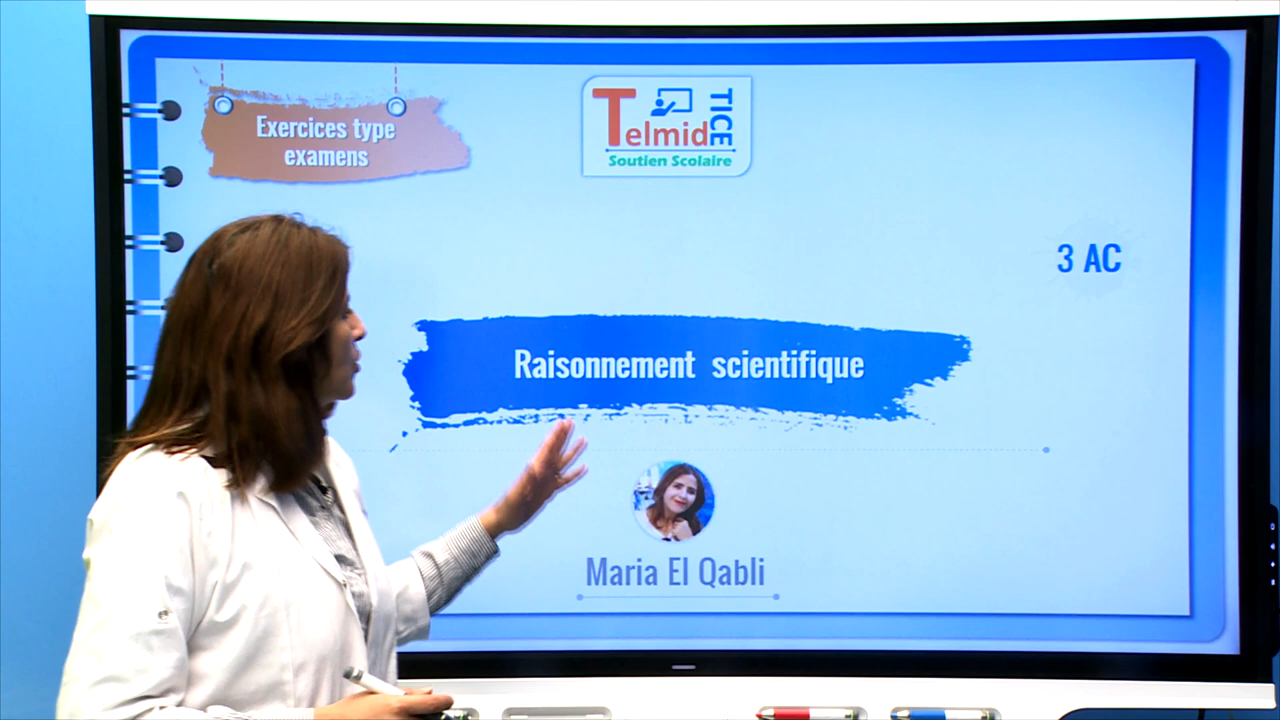 Exercices type
examens
Telmid TICE
Soutien Scolaire
3 AC
Raisonnement scientifique
Maria El Qabli